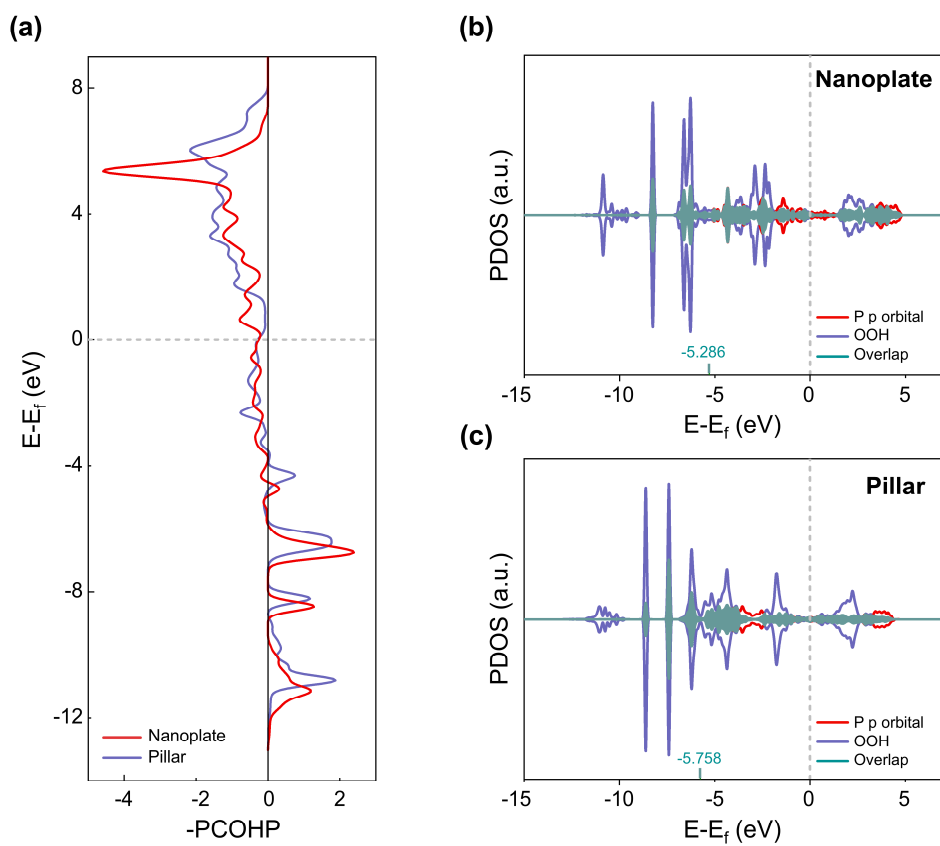 (a)
8
4
0
-4
-8
-12
E-Ef (eV)
Nanoplate
Pillar
-4 -2 0 2
-PCOHP
(b)
Nanoplate
PDOS (a.u.)
P p orbital
OOH
Overlap
-5.286
-15 -10 -5 0 5
E-Ef (eV)
(c)
Pillar
PDOS (a.u.)
P p orbital
OOH
Overlap
-5.758
-15 -10 -5 0 5
E-Ef (eV)